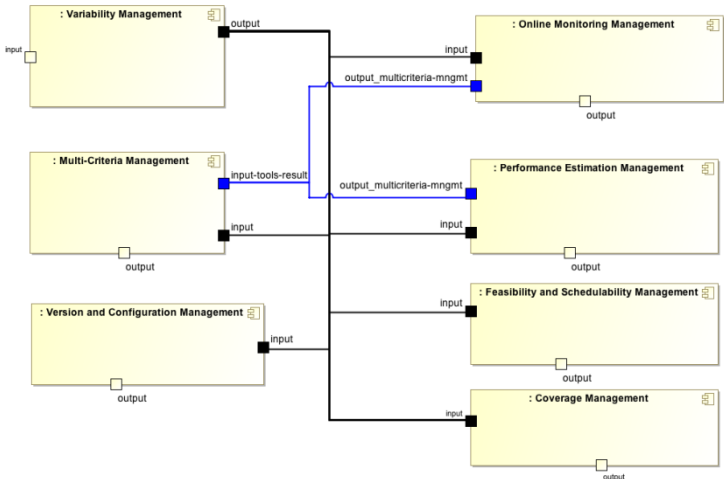 : Variability Management
input
output
: Online Monitoring Management
input
output_multicriteria-mngmt
output
: Multi-Criteria Management
input-tools-result
input
output
: Performance Estimation Management
output_multicriteria-mngmt
input
output
: Version and Configuration Management
input
output
: Feasibility and Schedulability Management
input
output
: Coverage Management
input
output